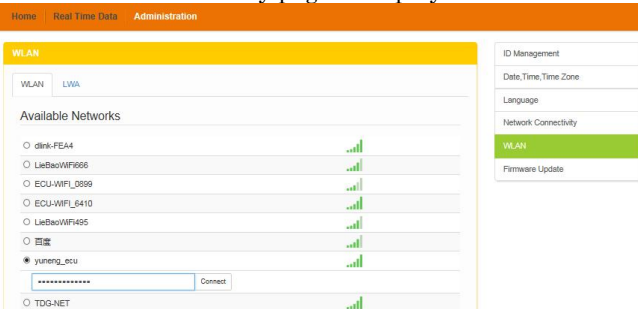 Home Real Time Data Administration
WLAN
WLAN LWA
Available Networks
dlink-FEA4
LieBaoWiFi666
ECU-WIFI_0899
ECU-WIFI_6410
LieBaoWiFi495
百度
yuneng_ecu
Connect
TDG-NET
ID Management
Date,Time,Time Zone
Language
Network Connectivity
WLAN
Firmware Update